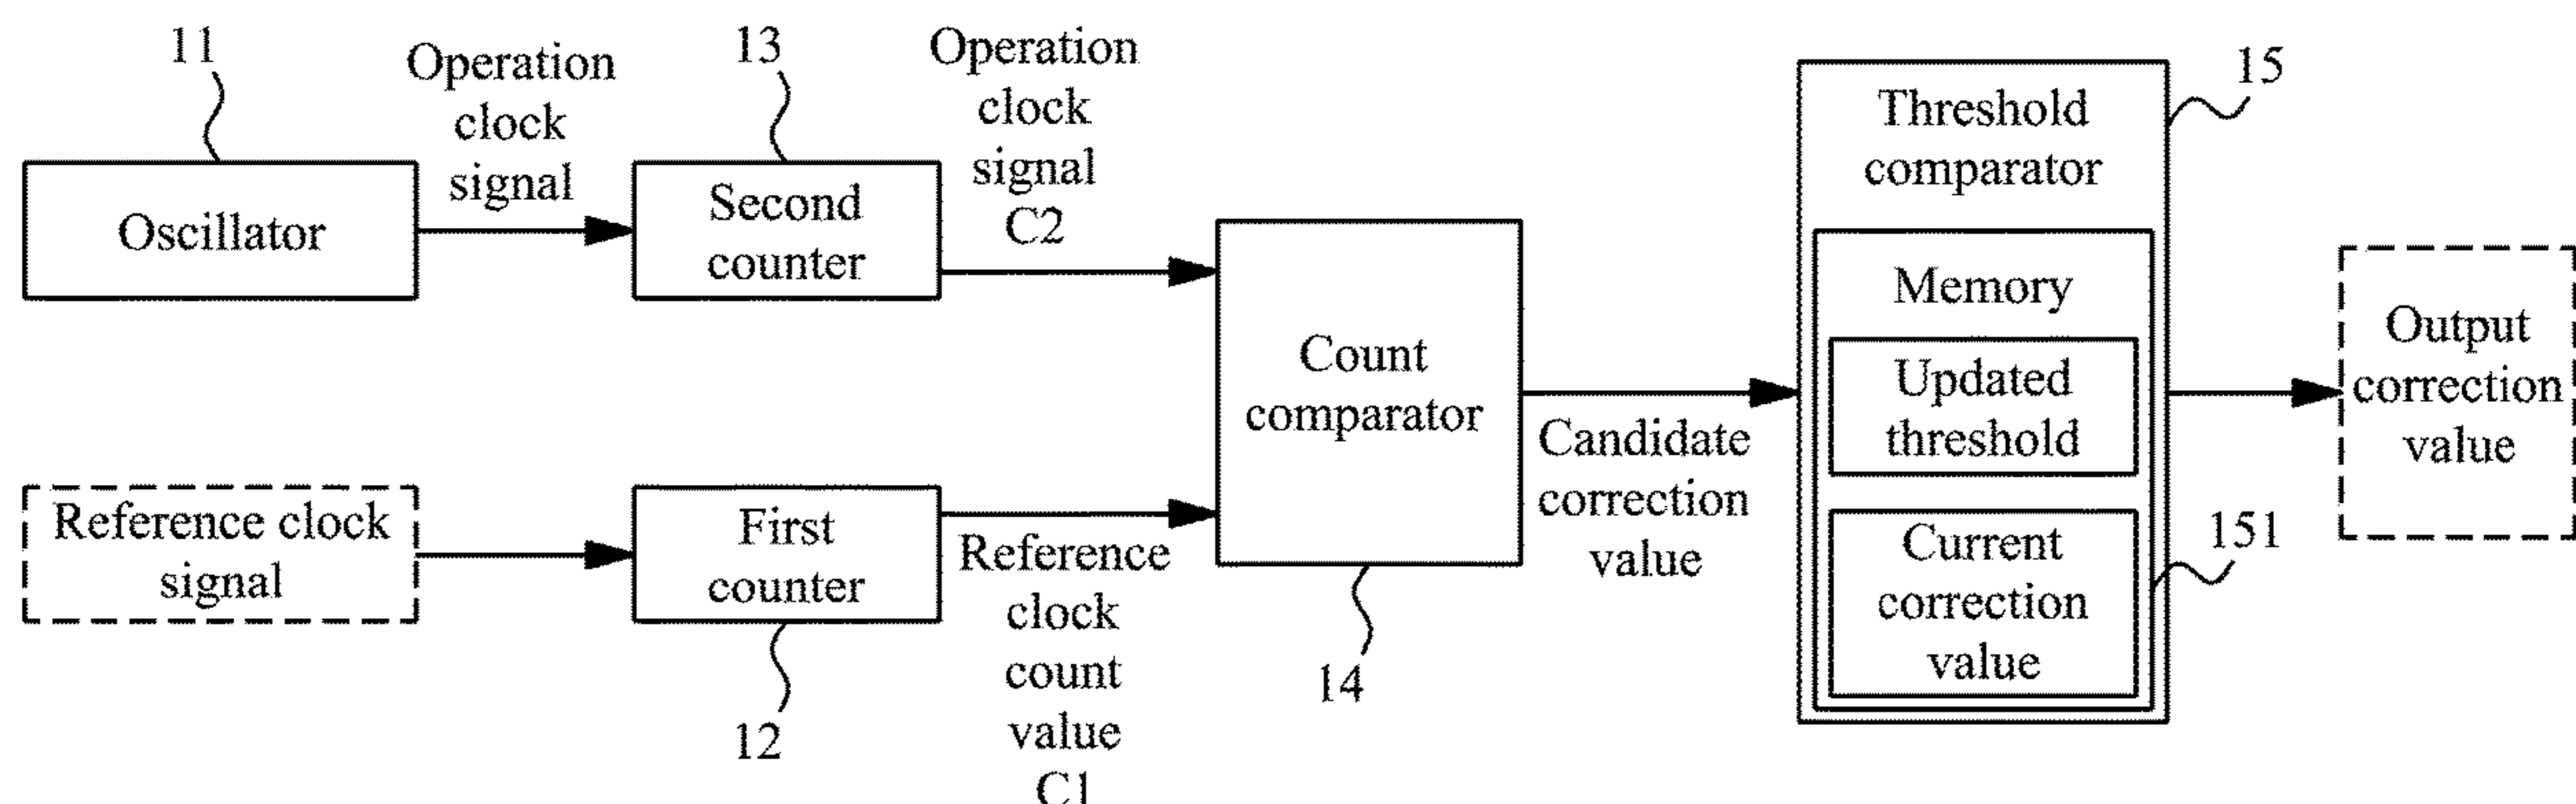 11
Operation
clock
signal
Oscillator
13
Second
counter
Operation
clock
signal
C2
Reference clock
signal
First
counter
12
Reference
clock
count
value
C1
Count
comparator
14
Candidate
correction
value
Threshold
comparator
15
Memory
Updated
threshold
Current
correction
value
151
Output
correction
value